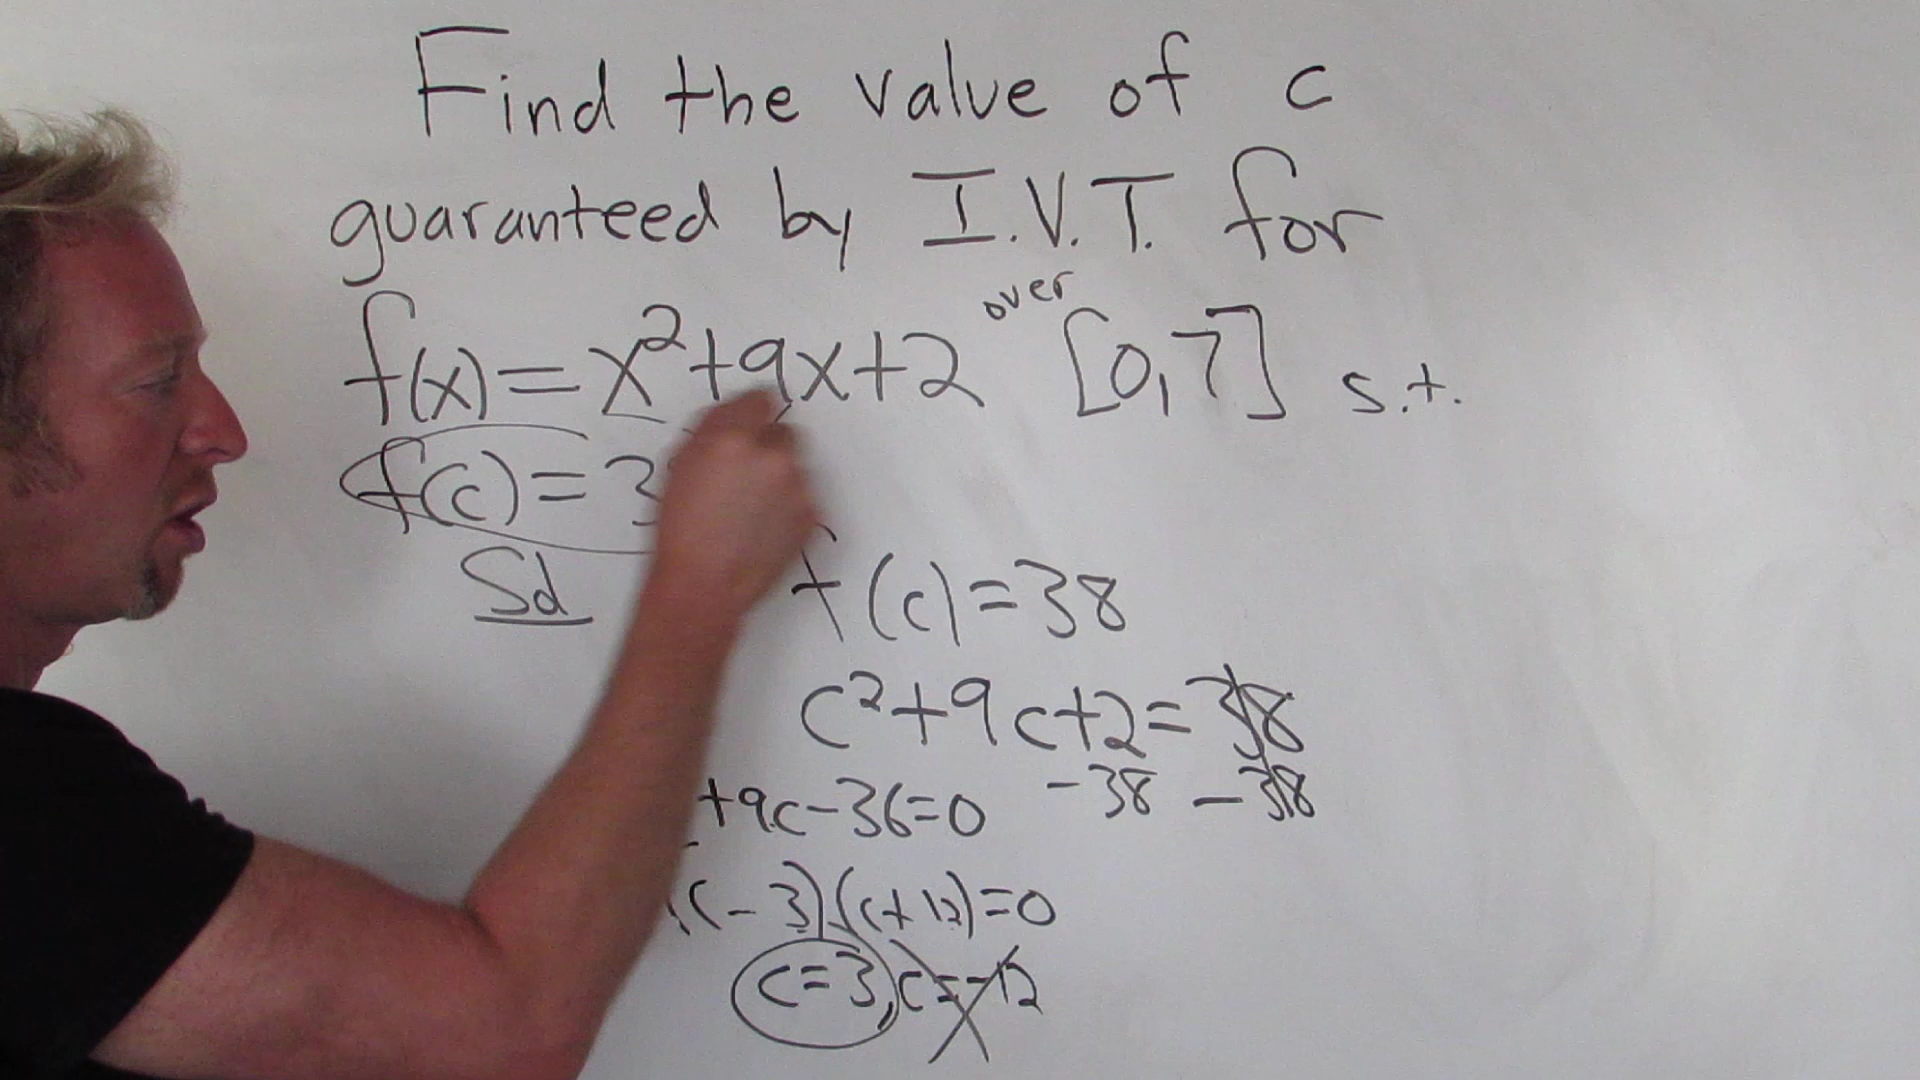 Find the value of c
guaranteed by I.V.T. for
f(x) = x²+9x+2 over [0,7] s.t.
f(c) = 3
Sol
f(c)=38
c²+9c+2=38
+9c-36=0 -38 -38
(c-3)(c+12)=0
c=3, c=-12